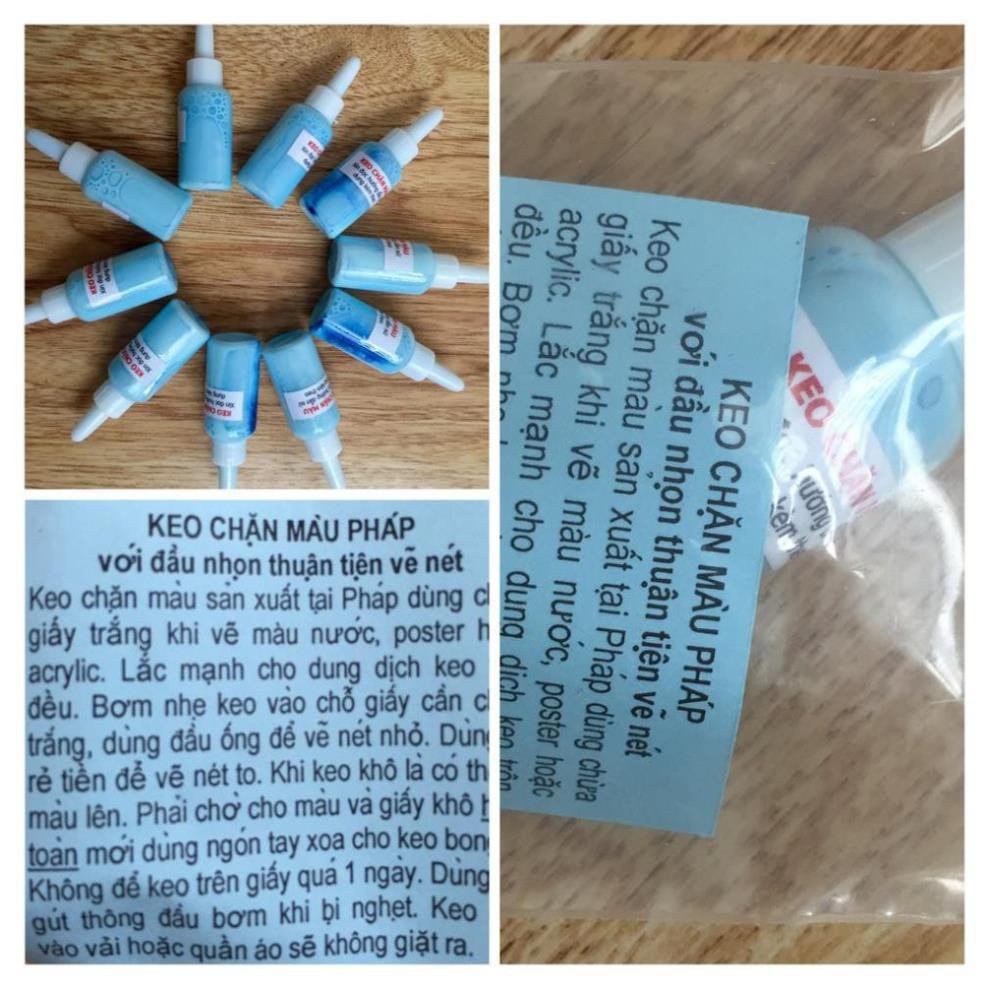 KEO CHẶN MÀU PHÁP
với đầu nhọn thuận tiện vẽ nét
Keo chặn màu sản xuất tại Pháp dùng
giấy trắng khi vẽ màu nước, poster
acrylic. Lắc mạnh cho dung dịch keo
đều. Bơm nhẹ keo vào chỗ giấy cần
trắng, dùng đầu ống để vẽ nét nhỏ. Dùng
rẻ tiền để vẽ nét to. Khi keo khô là có
màu lên. Phải chờ cho màu và giấy khô
toàn mới dùng ngón tay xoa cho keo
Không để keo trên giấy quá 1 ngày. Dùng
gút thông đầu bơm khi bị nghẹt. Keo
vào vải hoặc quần áo sẽ không giặt ra.
KEO CHẶN MÀU PHÁP
với đầu nhọn thuận tiện vẽ nét
Keo chặn màu sản xuất tại Pháp dùng chừa
giấy trắng khi vẽ màu nước, poster hoặc
acrylic. Lắc mạnh cho dung dịch keo trộn
đều. Bơm
KEO